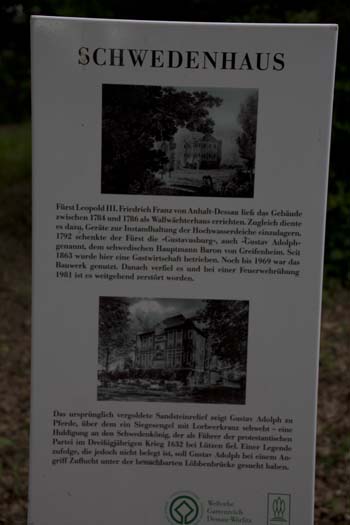 SCHWEDENHAUS
Fürst Leopold III. Friedrich Franz von Anhalt-Dessau ließ das Gebäude
zwischen 1784 und 1786 als Wallwächterhaus errichten. Zugleich diente
es dazu, Geräte zur Instandhaltung der Hochwasserdeiche einzulagern.
1792 schenkte der Fürst die »Gustavusburg«, auch »Gustav Adolph«
genannt, dem schwedischen Hauptmann Baron von Greifenheim. Seit
1863 wurde hier eine Gastwirtschaft betrieben. Noch bis 1969 war das
Bauwerk genutzt. Danach verfiel es und bei einer Feuerwehrübung
1981 ist es weitgehend zerstört worden.
Das ursprünglich vergoldete Sandsteinrelief zeigt Gustav Adolph zu
Pferde, über dem ein Siegesengel mit Lorbeerkranz schwebt – eine
Huldigung an den Schwedenkönig, der als Führer der protestantischen
Partei im Dreißigjährigen Krieg 1632 bei Lützen fiel. Einer Legende
zufolge, die jedoch nicht belegt ist, soll Gustav Adolph bei einem An-
griff Zuflucht unter der benachbarten Löbbenbrücke gesucht haben.
Welterbe
Gartenreich
Dessau-Wörlitz